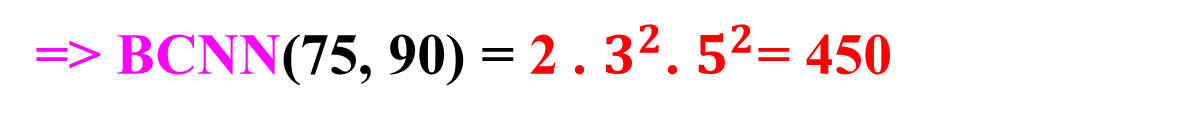 => BCNN(75, 90) = 2 . 3². 5²= 450